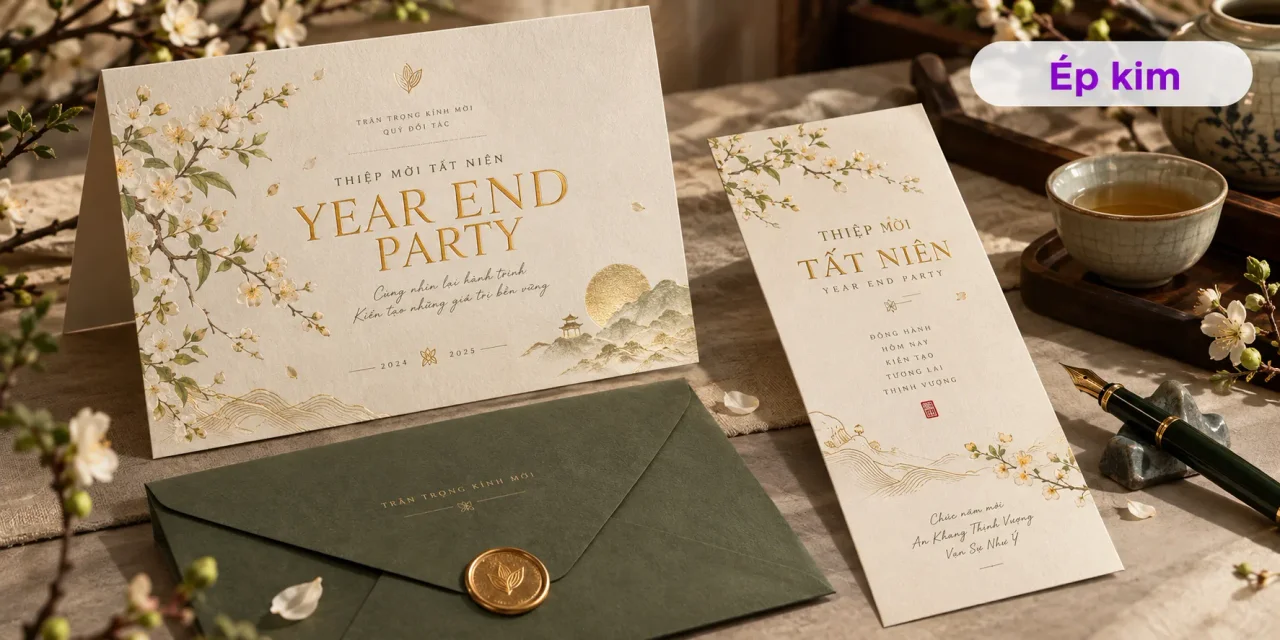 Ép kim
TRÂN TRỌNG KÍNH MỜI
QUÝ ĐỐI TÁC
THIỆP MỜI TẤT NIÊN
YEAR END
PARTY
Cùng nhìn lại hành trình
Kiến tạo những giá trị bền vững
2024 2025
TRÂN TRỌNG KÍNH MỜI
THIỆP MỜI
TẤT NIÊN
YEAR END PARTY
ĐỒNG HÀNH
HÔM NAY
KIẾN TẠO
TƯƠNG LAI
THỊNH VƯỢNG
Chúc năm mới
An Khang Thịnh Vượng
Vạn Sự Như Ý